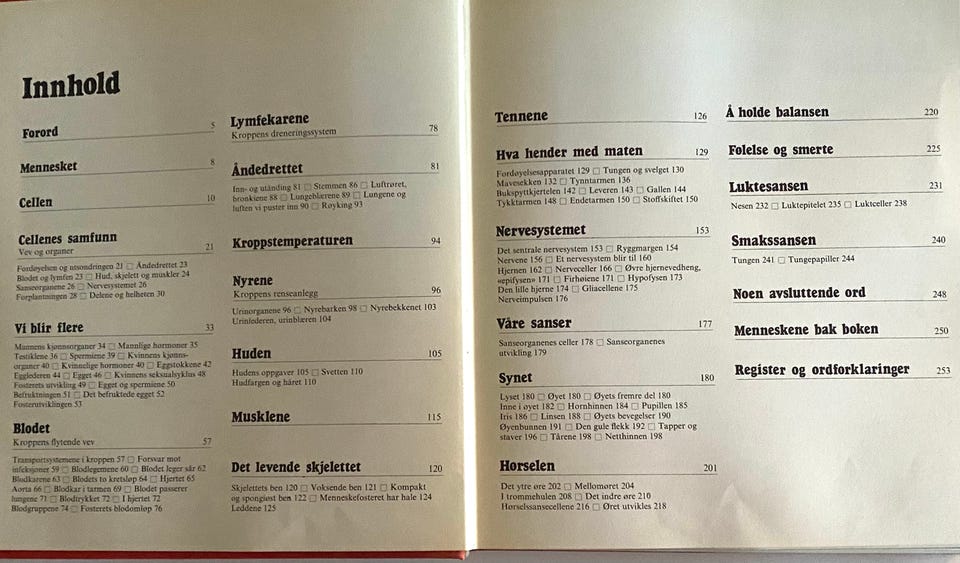 Innhold
Forord 5
Mennesket 8
Cellen 10
Cellenes samfunn
Vev og organer 21
Fordøyelsen og utsondringen 21 □ Åndedrettet 23
Blodet og lymfen 23 □ Hud, skjelett og muskler 24
Sanseorganene 26 □ Nervesystemet 26
Forplantningen 28 □ Delene og helheten 30
Vi blir flere 33
Mannens kjønnsorganer 34 □ Mannlige hormoner 35
Testiklene 36 □ Spermiene 39 □ Kvinnens kjønns-
organer 40 □ Kvinnelige hormoner 40 □ Eggstokkene 42
Egglederen 44 □ Egget 46 □ Kvinnens seksualsyklus 48
Fosterets utvikling 49 □ Egget og spermiene 50
Befruktningen 51 □ Det befruktede egget 52
Fosterutviklingen 53
Blodet
Kroppens flytende vev 57
Transportsystemene i kroppen 57 □ Forsvar mot
infeksjoner 59 □ Blodlegemene 60 □ Blodet leger sår 62
Blodkarene 63 □ Blodets to kretsløp 64 □ Hjertet 65
Aorta 66 □ Blodkar i tarmen 69 □ Blodet passerer
lungene 71 □ Blodtrykket 72 □ I hjertet 72
Blodgruppene 74 □ Fosterets blodomløp 76
Lymfekarene
Kroppens dreneringssystem 78
Åndedrettet 81
Inn- og utånding 81 □ Stemmen 86 □ Luftrøret,
bronkiene 88 □ Lungeblærene 89 □ Lungene og
luften vi puster inn 90 □ Røyking 93
Kroppstemperaturen 94
Nyrene
Kroppens renseanlegg 96
Urinorganene 96 □ Nyrebarken 98 □ Nyrebekkenet 103
Urinlederen, urinblæren 104
Huden 105
Hudens oppgaver 105 □ Svetten 110
Hudfargen og håret 110
Musklene 115
Det levende skjelettet 120
Skjelettets ben 120 □ Voksende ben 121 □ Kompakt
og spongiøst ben 122 □ Menneskefosteret har hale 124
Leddene 125
Tennene 126
Hva hender med maten 129
Fordøyelsesapparatet 129 □ Tungen og svelget 130
Mavesekken 132 □ Tynntarmen 136
Bukspyttkjertelen 142 □ Leveren 143 □ Gallen 144
Tykktarmen 148 □ Endetarmen 150 □ Stoffskiftet 150
Nervesystemet 153
Det sentrale nervesystem 153 □ Ryggmargen 154
Nervene 156 □ Et nervesystem blir til 160
Hjernen 162 □ Nerveceller 166 □ Øvre hjernevedheng,
«epifysen» 171 □ Firhøiene 171 □ Hypofysen 173
Den lille hjerne 174 □ Gliacellene 175
Nerveimpulsen 176
Våre sanser 177
Sanseorganenes celler 178 □ Sanseorganenes
utvikling 179
Synet 180
Lyset 180 □ Øyet 180 □ Øyets fremre del 180
Inne i øyet 182 □ Hornhinnen 184 □ Pupillen 185
Iris 186 □ Linsen 188 □ Øyets bevegelser 190
Øyenbunnen 191 □ Den gule flekk 192 □ Tapper og
staver 196 □ Tårene 198 □ Netthinnen 198
Hørselen 201
Det ytre øre 202 □ Mellomøret 204
I trommehulen 208 □ Det indre øre 210
Hørselssansecellene 216 □ Øret utvikles 218
Å holde balansen 220
Følelse og smerte 225
Luktesansen 231
Nesen 232 □ Luktepitelet 235 □ Luktceller 238
Smakssansen 240
Tungen 241 □ Tungepapiller 244
Noen avsluttende ord 248
Menneskene bak boken 250
Register og ordforklaringer 253